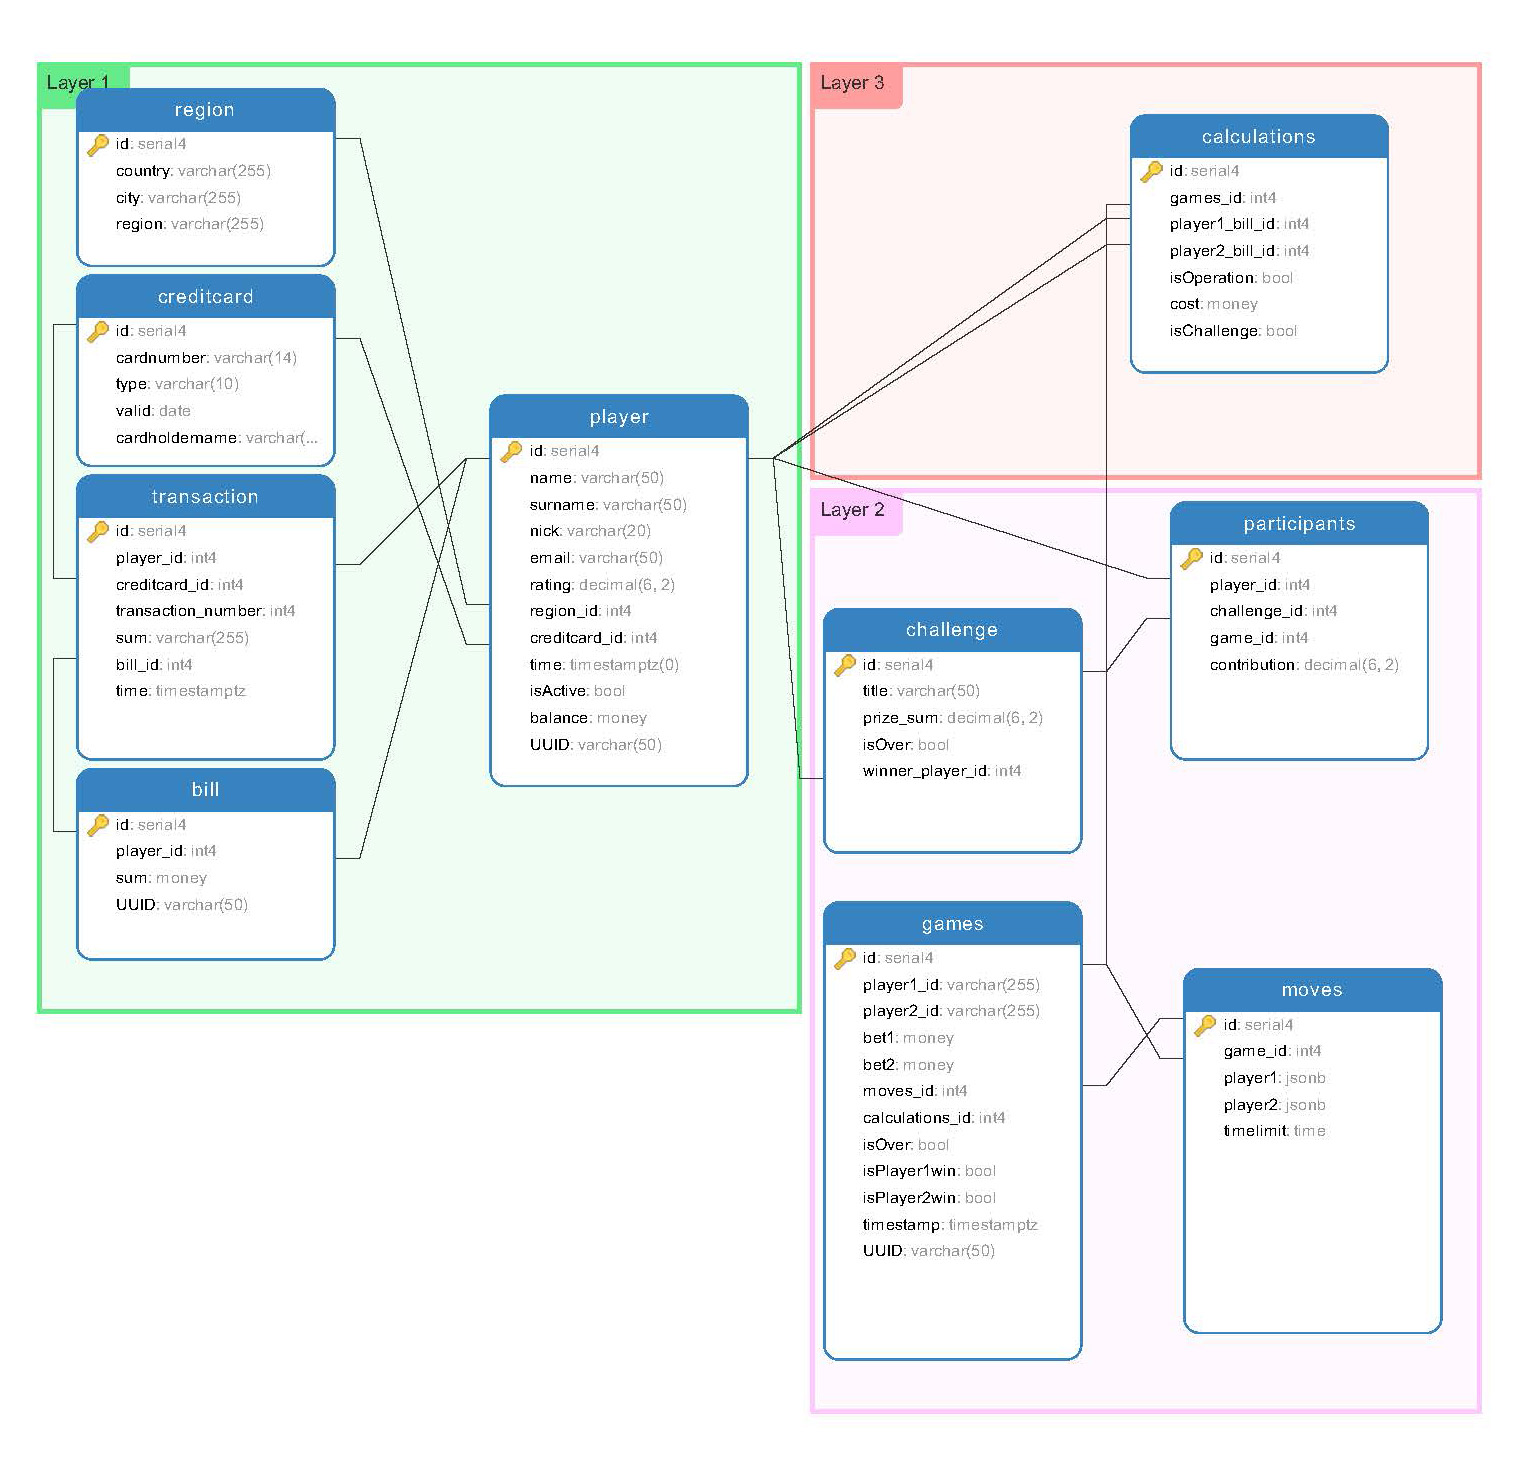 Layer 1
region
id: serial4
country: varchar(255)
city: varchar(255)
region: varchar(255)
creditcard
id: serial4
cardnumber: varchar(14)
type: varchar(10)
valid: date
cardholdername: varchar(...
transaction
id: serial4
player_id: int4
creditcard_id: int4
transaction_number: int4
sum: varchar(255)
bill_id: int4
time: timestamptz
bill
id: serial4
player_id: int4
sum: money
UUID: varchar(50)
player
id: serial4
name: varchar(50)
surname: varchar(50)
nick: varchar(20)
email: varchar(50)
rating: decimal(6, 2)
region_id: int4
creditcard_id: int4
time: timestamptz(0)
isActive: bool
balance: money
UUID: varchar(50)
Layer 3
calculations
id: serial4
games_id: int4
player1_bill_id: int4
player2_bill_id: int4
isOperation: bool
cost: money
isChallenge: bool
Layer 2
participants
id: serial4
player_id: int4
challenge_id: int4
game_id: int4
contribution: decimal(6, 2)
challenge
id: serial4
title: varchar(50)
prize_sum: decimal(6, 2)
isOver: bool
winner_player_id: int4
games
id: serial4
player1_id: varchar(255)
player2_id: varchar(255)
bet1: money
bet2: money
moves_id: int4
calculations_id: int4
isOver: bool
isPlayer1win: bool
isPlayer2win: bool
timestamp: timestamptz
UUID: varchar(50)
moves
id: serial4
game_id: int4
player1: jsonb
player2: jsonb
timelimit: time